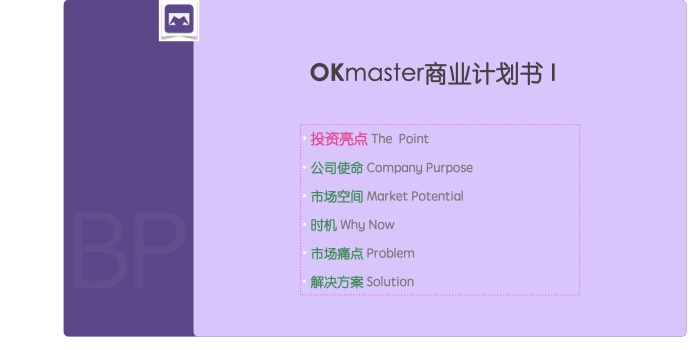 OKmaster商业计划书 I
投资亮点 The Point
公司使命 Company Purpose
市场空间 Market Potential
时机 Why Now
市场痛点 Problem
解决方案 Solution
BP